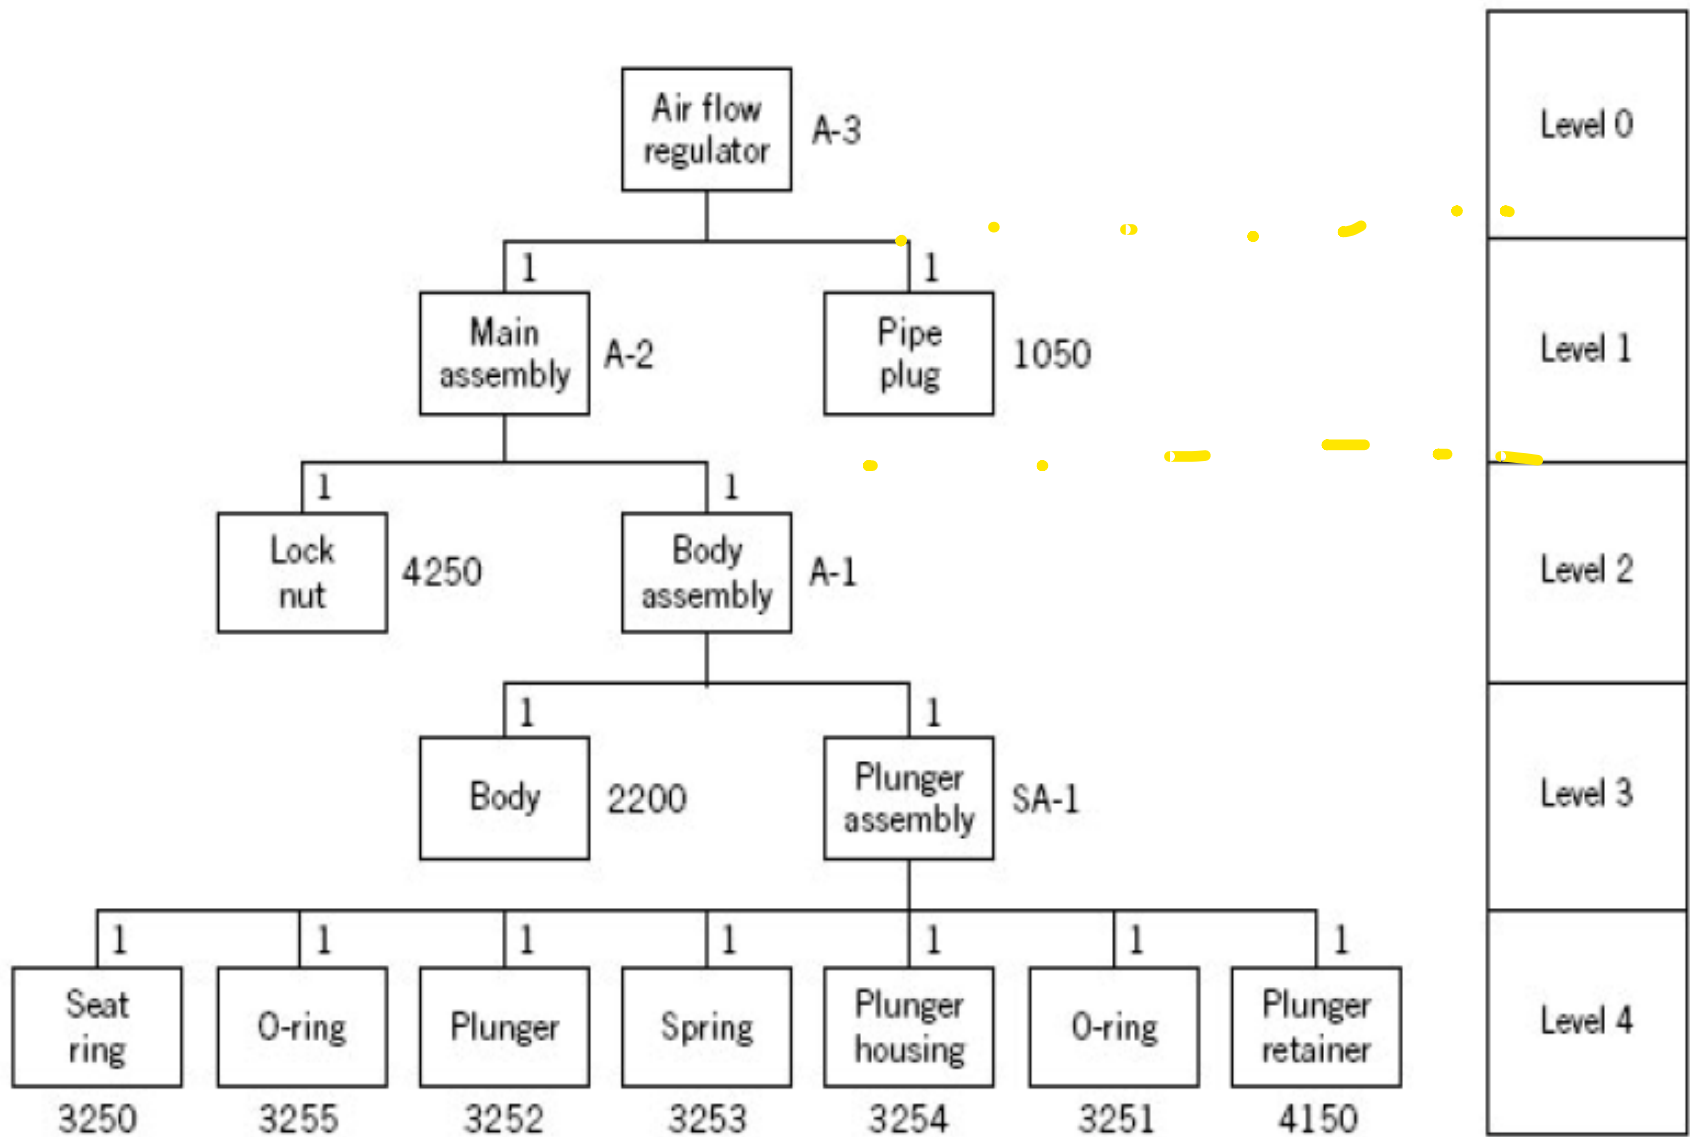 Air flow
regulator
A-3
Level 0
1
1
Main
assembly
A-2
Pipe
plug
1050
Level 1
1
1
Lock
nut
4250
Body
assembly
A-1
Level 2
1
1
Body
2200
Plunger
assembly
SA-1
Level 3
1
1
1
1
1
1
1
Seat
ring
O-ring
Plunger
Spring
Plunger
housing
O-ring
Plunger
retainer
Level 4
3250
3255
3252
3253
3254
3251
4150